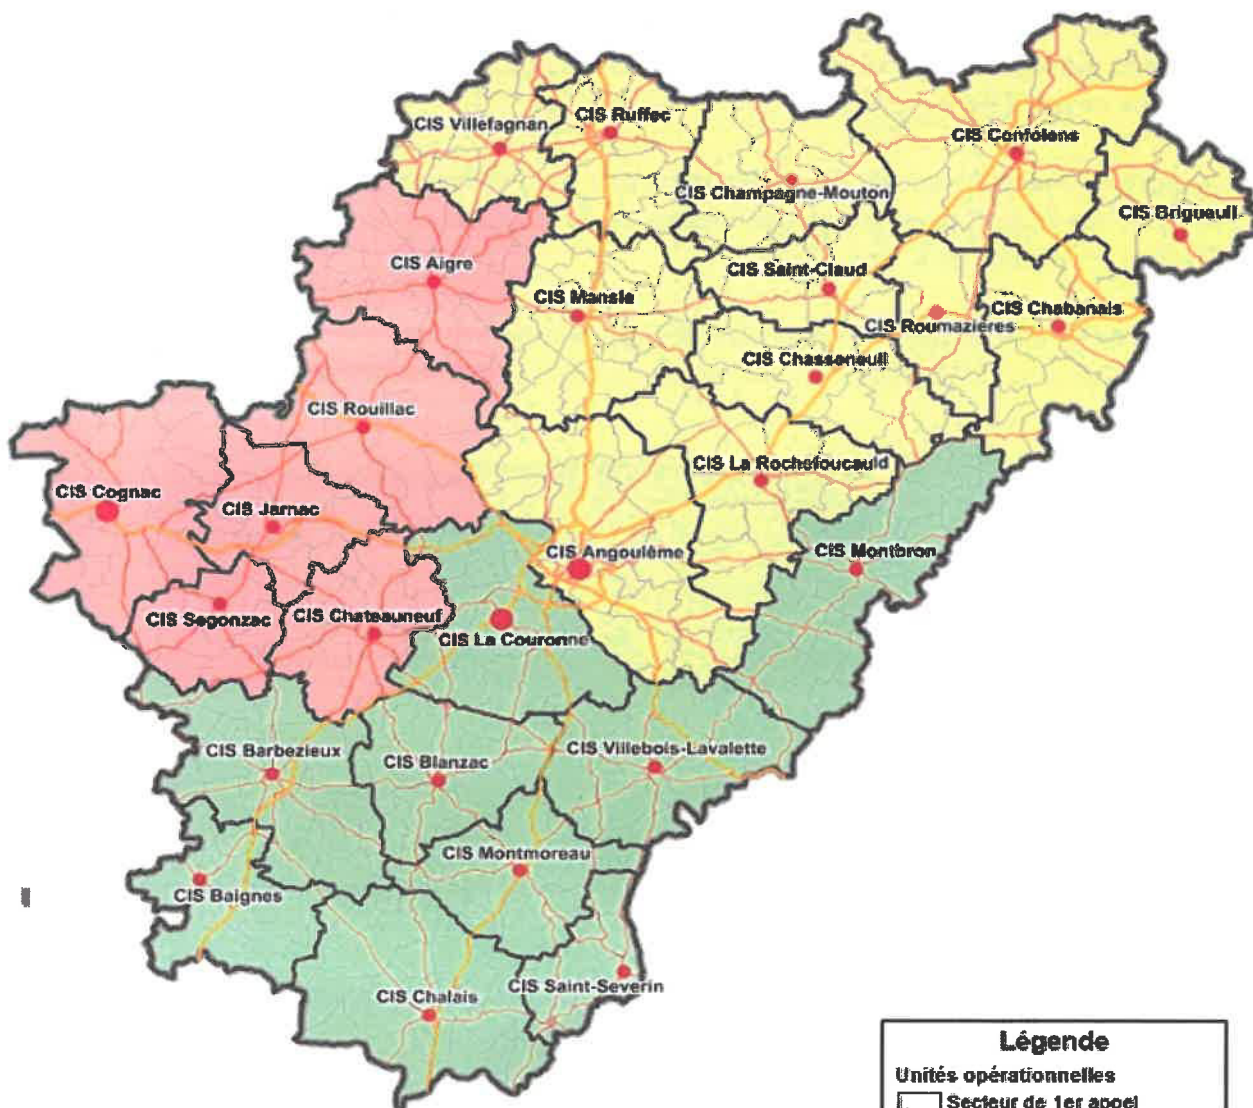 CIS Ruffec
CIS Villefagnan
CIS Confolens
CIS Champagne-Mouton
CIS Brigueuil
CIS Aigre
CIS Saint-Claud
CIS Mansle
CIS Chabanais
CIS Roumazières
CIS Chasseneuil
CIS Rouillac
CIS La Rochefoucauld
CIS Cognac
CIS Jarnac
CIS Angoulême
CIS Montbron
CIS Segonzac
CIS Chateauneuf
CIS La Couronne
CIS Barbezieux
CIS Villebois-Lavalette
CIS Blanzac
CIS Montmoreau
CIS Baignes
CIS Saint-Séverin
CIS Chalais
Légende
Unités opérationnelles
Secteur de 1er appel